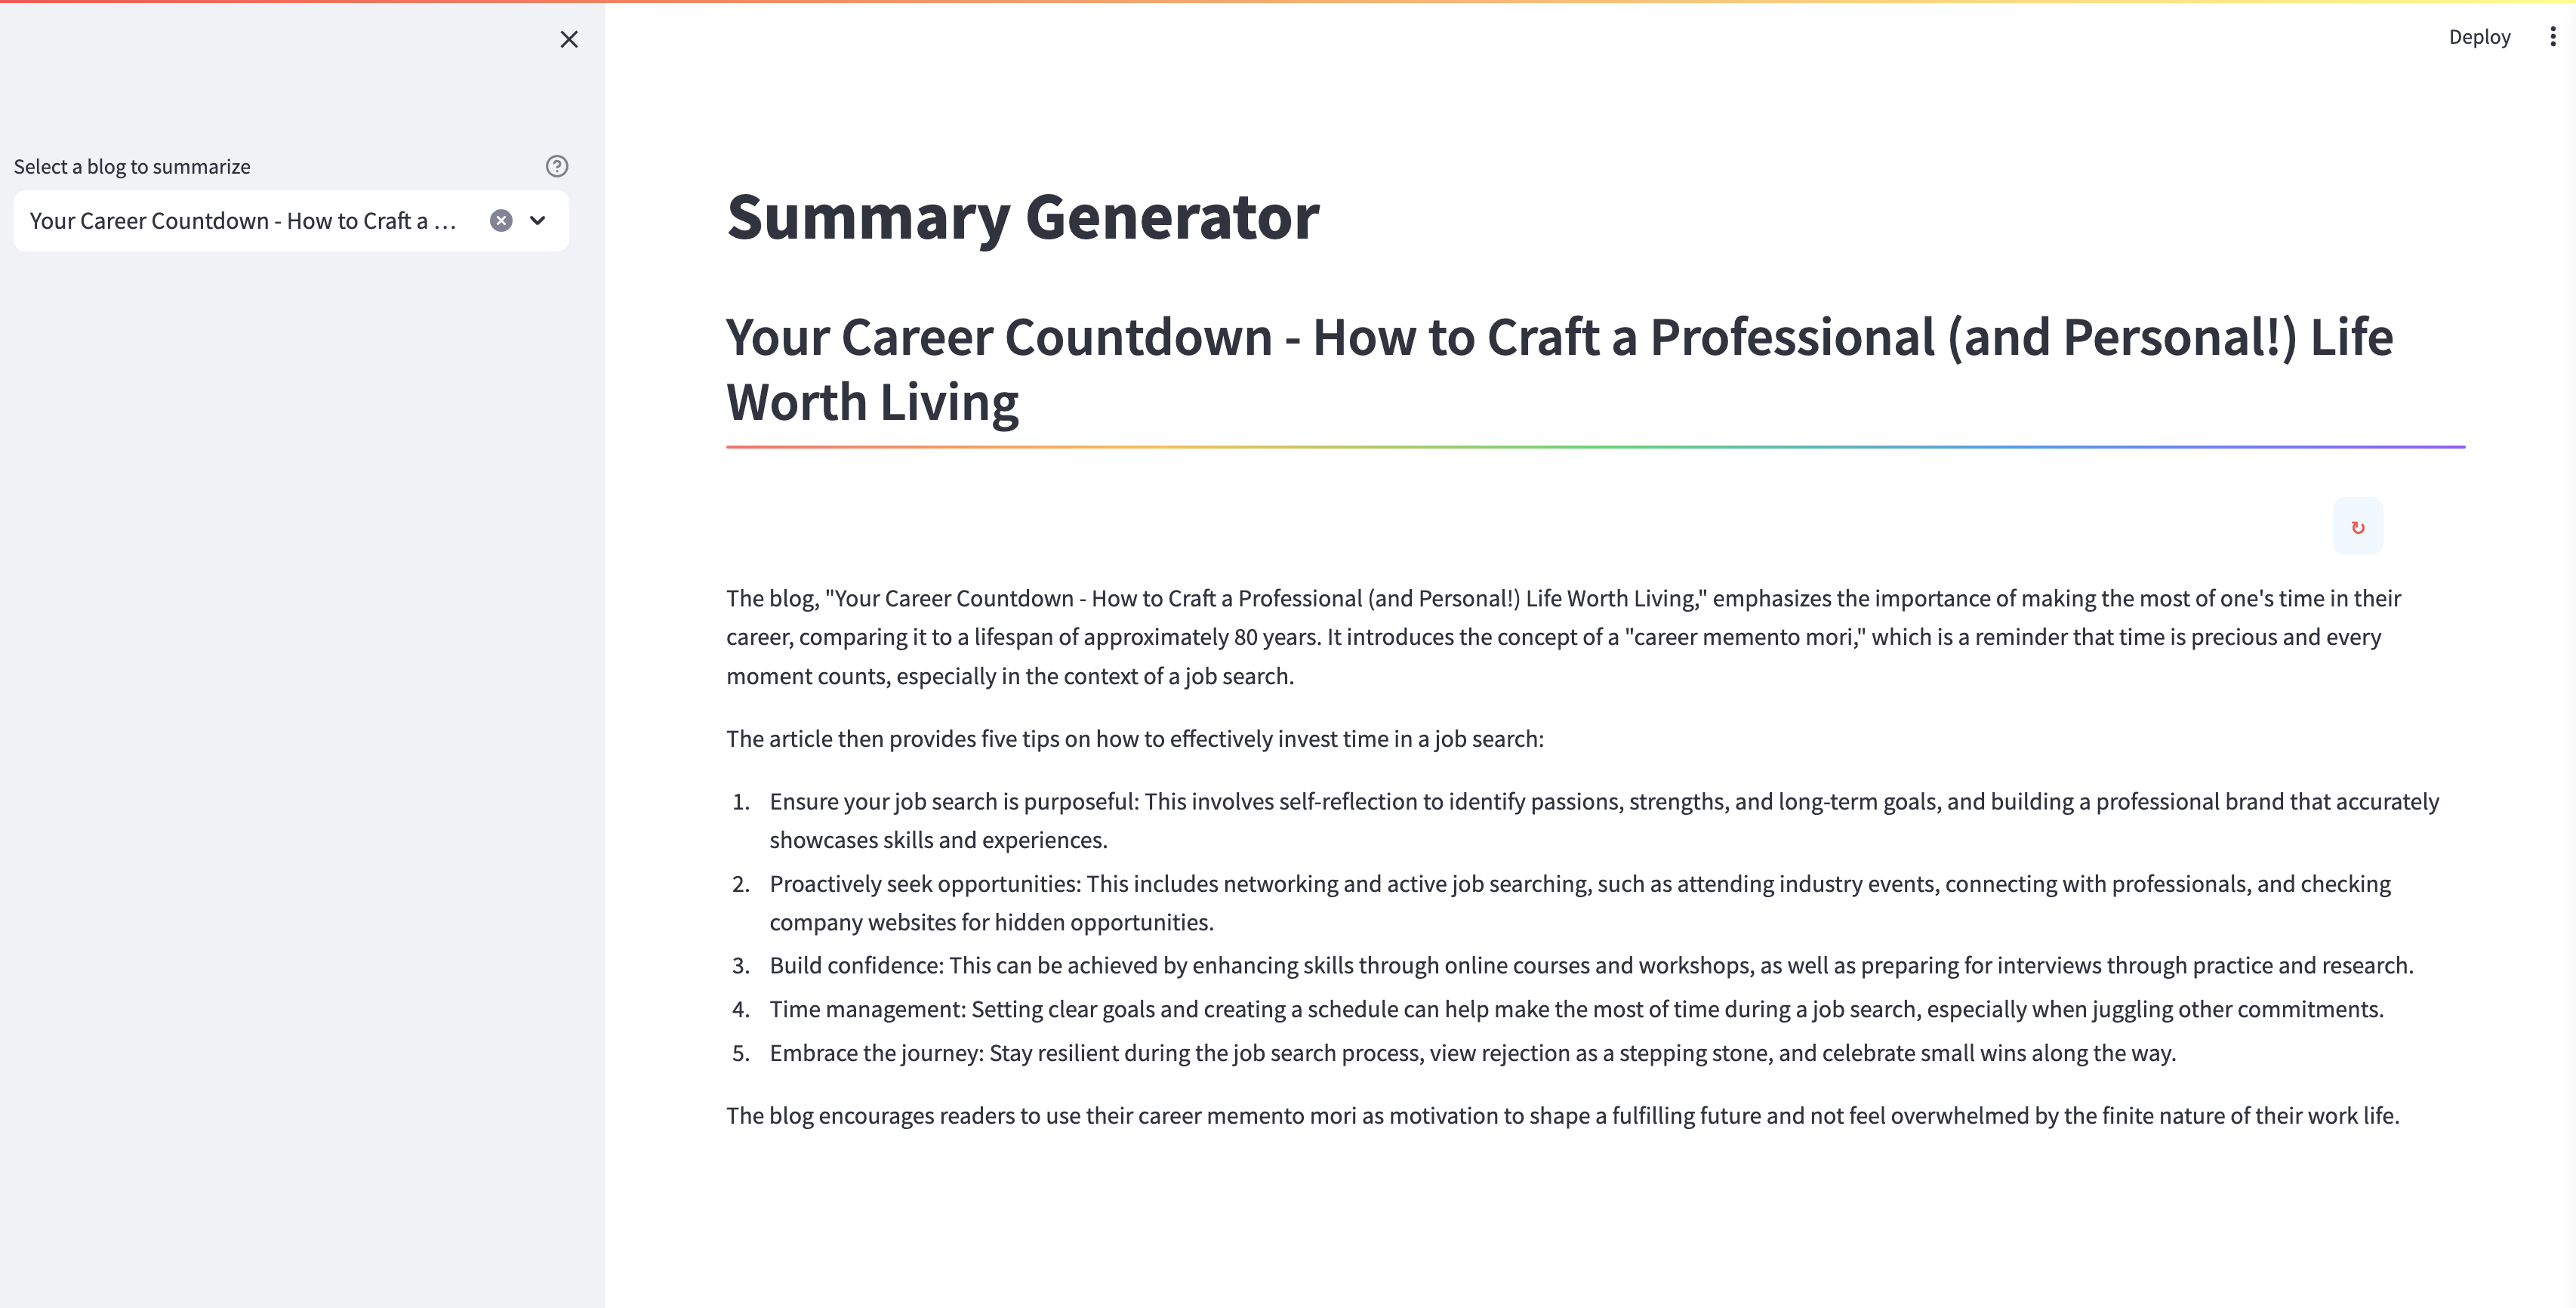 Deploy
Select a blog to summarize
Your Career Countdown - How to Craft a ...
Summary Generator
Your Career Countdown - How to Craft a Professional (and Personal!) Life
Worth Living
The blog, "Your Career Countdown - How to Craft a Professional (and Personal!) Life Worth Living," emphasizes the importance of making the most of one's time in their
career, comparing it to a lifespan of approximately 80 years. It introduces the concept of a "career memento mori," which is a reminder that time is precious and every
moment counts, especially in the context of a job search.
The article then provides five tips on how to effectively invest time in a job search:
1. Ensure your job search is purposeful: This involves self-reflection to identify passions, strengths, and long-term goals, and building a professional brand that accurately
showcases skills and experiences.
2. Proactively seek opportunities: This includes networking and active job searching, such as attending industry events, connecting with professionals, and checking
company websites for hidden opportunities.
3. Build confidence: This can be achieved by enhancing skills through online courses and workshops, as well as preparing for interviews through practice and research.
4. Time management: Setting clear goals and creating a schedule can help make the most of time during a job search, especially when juggling other commitments.
5. Embrace the journey: Stay resilient during the job search process, view rejection as a stepping stone, and celebrate small wins along the way.
The blog encourages readers to use their career memento mori as motivation to shape a fulfilling future and not feel overwhelmed by the finite nature of their work life.